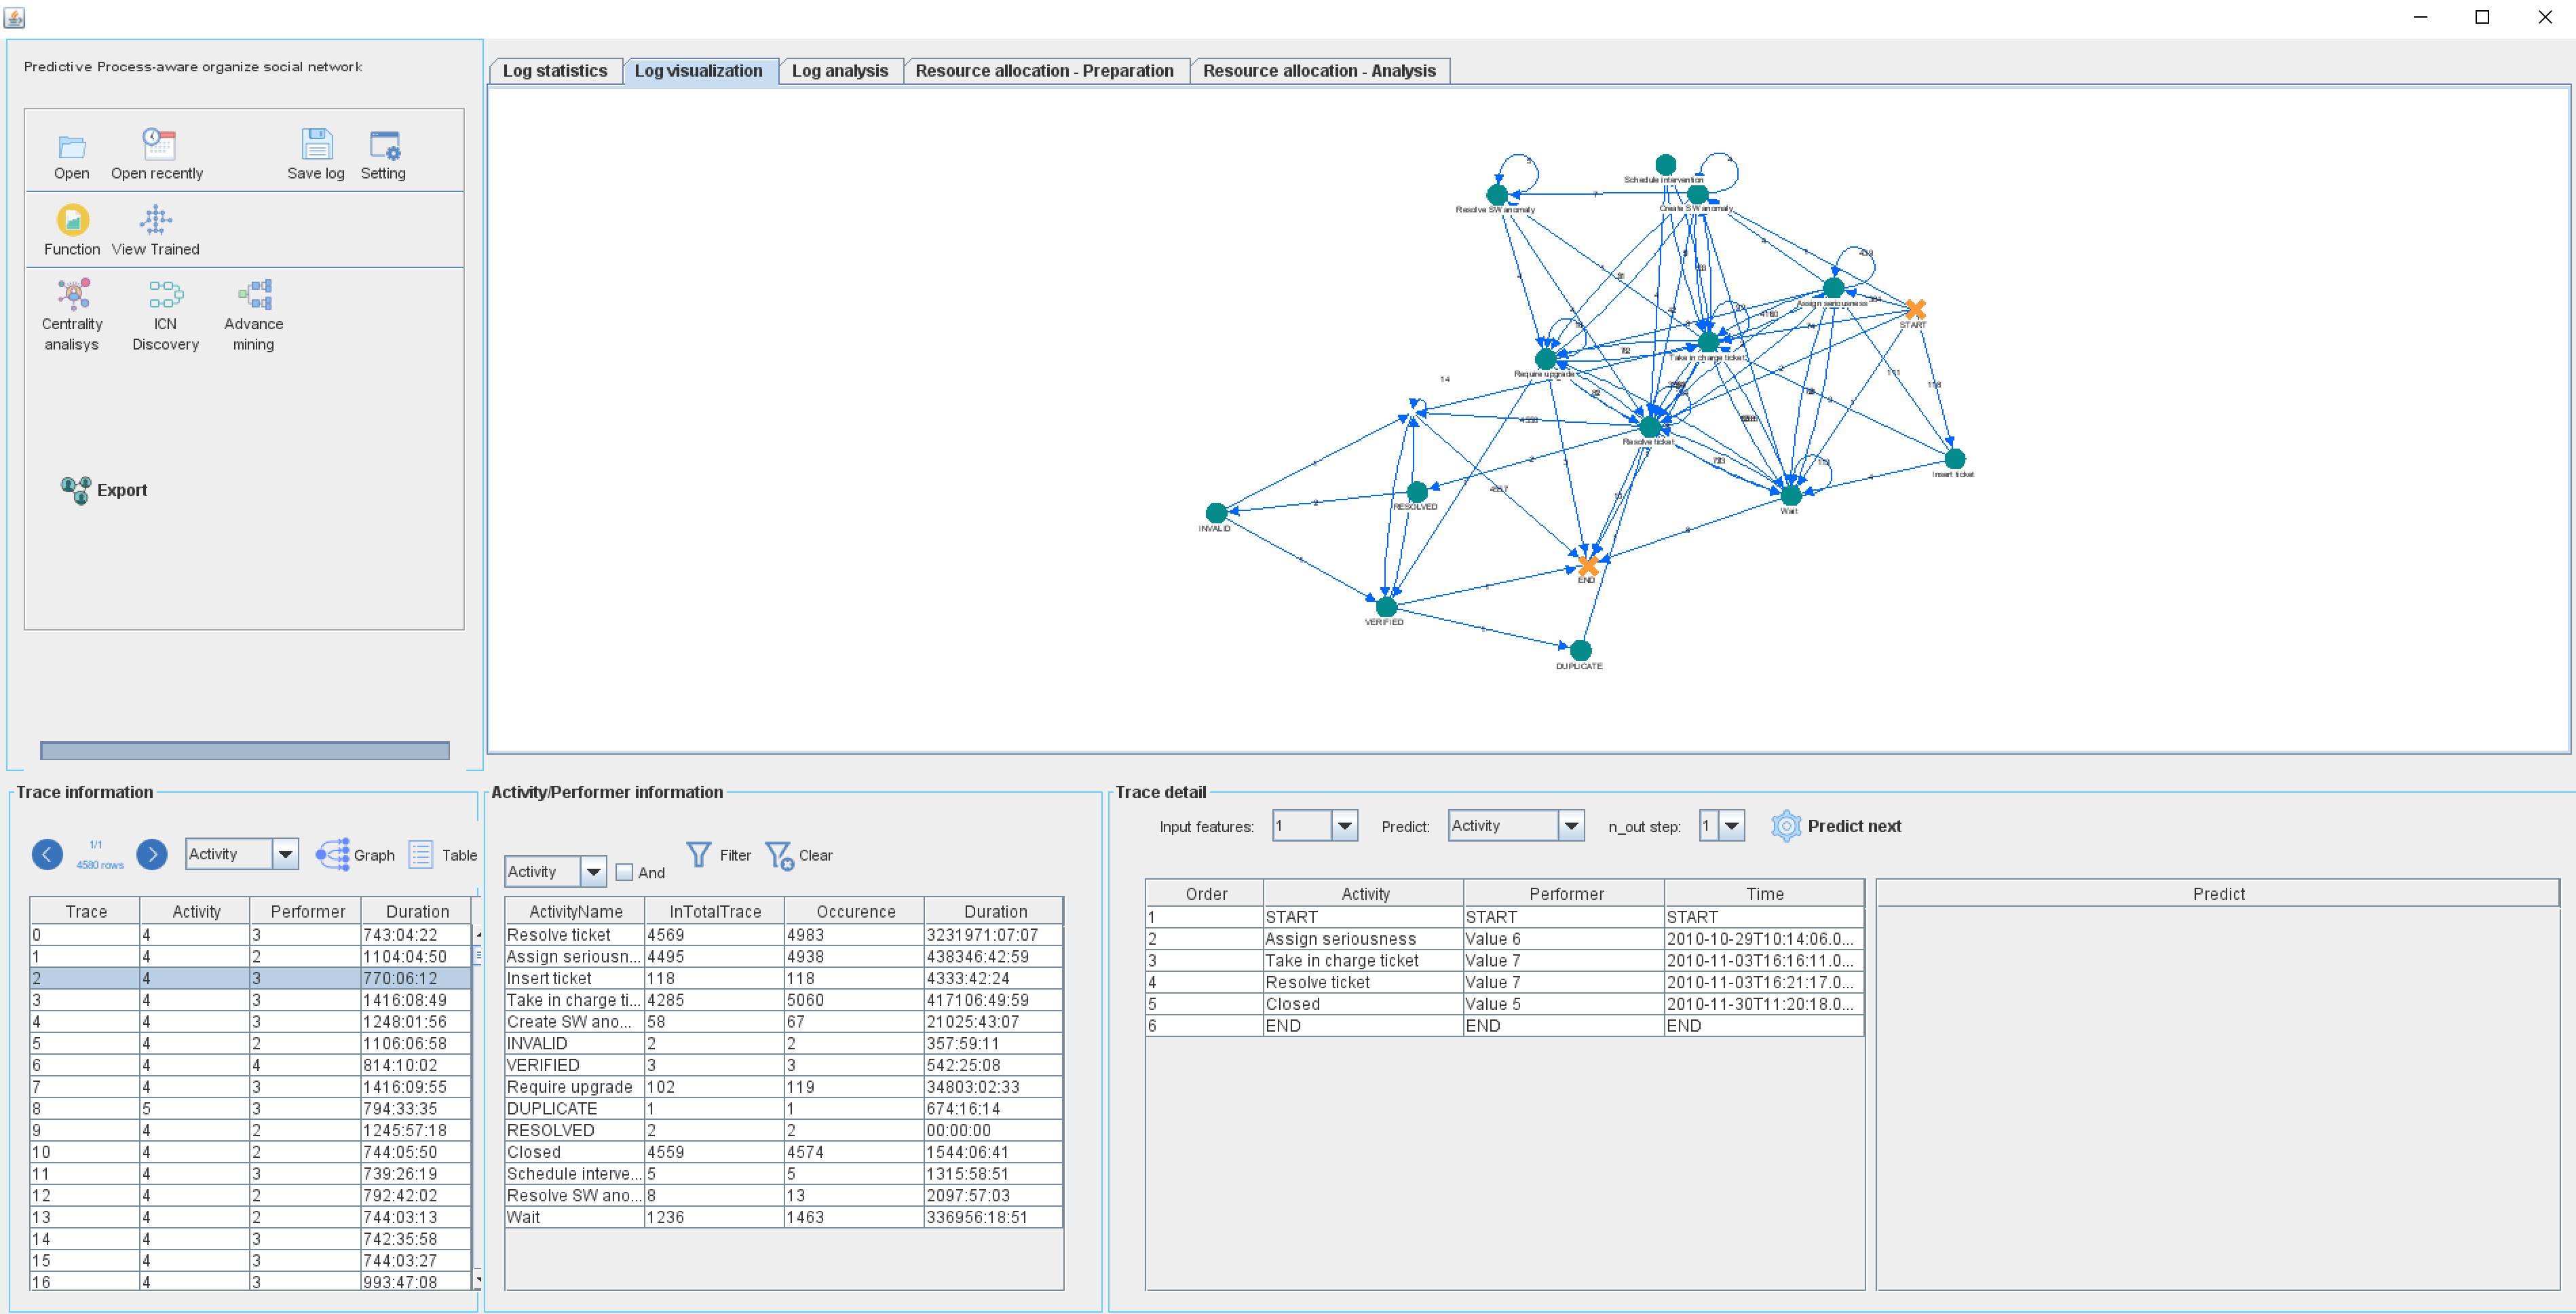 Predictive Process-aware organize social network
Open
Open recently
Save log
Setting
Function
View Trained
Centrality
analisys
ICN
Discovery
Advance
mining
Export
Log statistics
Log visualization
Log analysis
Resource allocation - Preparation
Resource allocation - Analysis
Schedule intervention
Resolve SW anomaly
Create SW anomaly
Assign seriousness
START
Take in charge ticket
Require upgrade
14
4
7
4
4
1
Resolve ticket
Insert ticket
Wait
RESOLVED
INVALID
END
VERIFIED
DUPLICATE
Trace information
1/1
4580 rows
Activity
Graph
Table
Trace Activity Performer Duration
0 4 3 743:04:22
1 4 2 1104:04:50
2 4 3 770:06:12
3 4 3 1416:08:49
4 4 3 1248:01:56
5 4 2 1106:06:58
6 4 4 814:10:02
7 4 3 1416:09:55
8 5 3 794:33:35
9 4 2 1245:57:18
10 4 2 744:05:50
11 4 3 739:26:19
12 4 2 792:42:02
13 4 2 744:03:13
14 4 3 742:35:58
15 4 3 744:03:27
16 4 3 993:47:08
Activity/Performer information
Activity
And
Filter
Clear
ActivityName InTotalTrace Occurence Duration
Resolve ticket 4569 4983 3231971:07:07
Assign seriousn... 4495 4938 438346:42:59
Insert ticket 118 118 4333:42:24
Take in charge ti... 4285 5060 417106:49:59
Create SW ano... 58 67 21025:43:07
INVALID 2 2 357:59:11
VERIFIED 3 3 542:25:08
Require upgrade 102 119 34803:02:33
DUPLICATE 1 1 674:16:14
RESOLVED 2 2 00:00:00
Closed 4559 4574 1544:06:41
Schedule interve... 5 5 1315:58:51
Resolve SW ano... 8 13 2097:57:03
Wait 1236 1463 336956:18:51
Trace detail
Input features: 1
Predict: Activity
n_out step: 1
Predict next
Order Activity Performer Time
1 START START START
2 Assign seriousness Value 6 2010-10-29T10:14:06.0...
3 Take in charge ticket Value 7 2010-11-03T16:16:11.0...
4 Resolve ticket Value 7 2010-11-03T16:21:17.0...
5 Closed Value 5 2010-11-30T11:20:18.0...
6 END END END
Predict